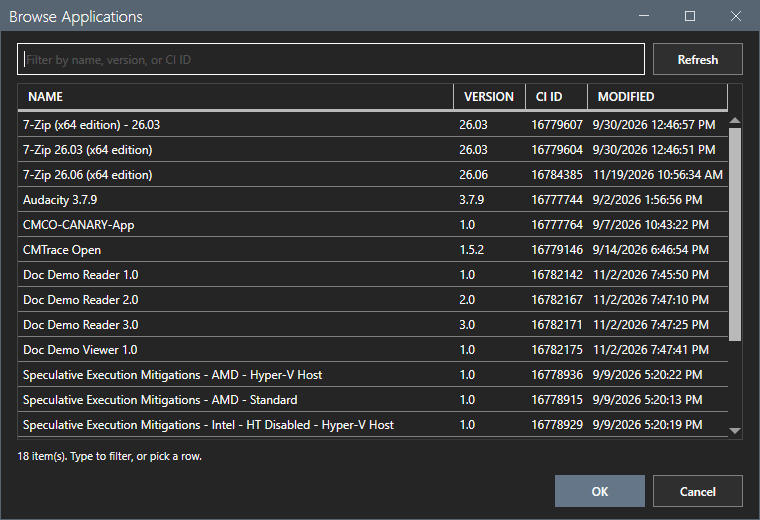 Browse Applications
Filter by name, version, or CI ID
Refresh
NAME VERSION CI ID MODIFIED
7-Zip (x64 edition) - 26.03 26.03 16779607 9/30/2026 12:46:57 PM
7-Zip 26.03 (x64 edition) 26.03 16779604 9/30/2026 12:46:51 PM
7-Zip 26.06 (x64 edition) 26.06 16784385 11/19/2026 10:56:34 AM
Audacity 3.7.9 3.7.9 16777744 9/2/2026 1:56:56 PM
CMCO-CANARY-App 1.0 16777764 9/7/2026 10:43:22 PM
CMTrace Open 1.5.2 16779146 9/14/2026 6:46:54 PM
Doc Demo Reader 1.0 1.0 16782142 11/2/2026 7:45:50 PM
Doc Demo Reader 2.0 2.0 16782167 11/2/2026 7:47:10 PM
Doc Demo Reader 3.0 3.0 16782171 11/2/2026 7:47:25 PM
Doc Demo Viewer 1.0 1.0 16782175 11/2/2026 7:47:41 PM
Speculative Execution Mitigations - AMD - Hyper-V Host 1.0 16778936 9/9/2026 5:20:22 PM
Speculative Execution Mitigations - AMD - Standard 1.0 16778915 9/9/2026 5:20:13 PM
Speculative Execution Mitigations - Intel - HT Disabled - Hyper-V Host 1.0 16778929 9/9/2026 5:20:19 PM
18 item(s). Type to filter, or pick a row.
OK Cancel